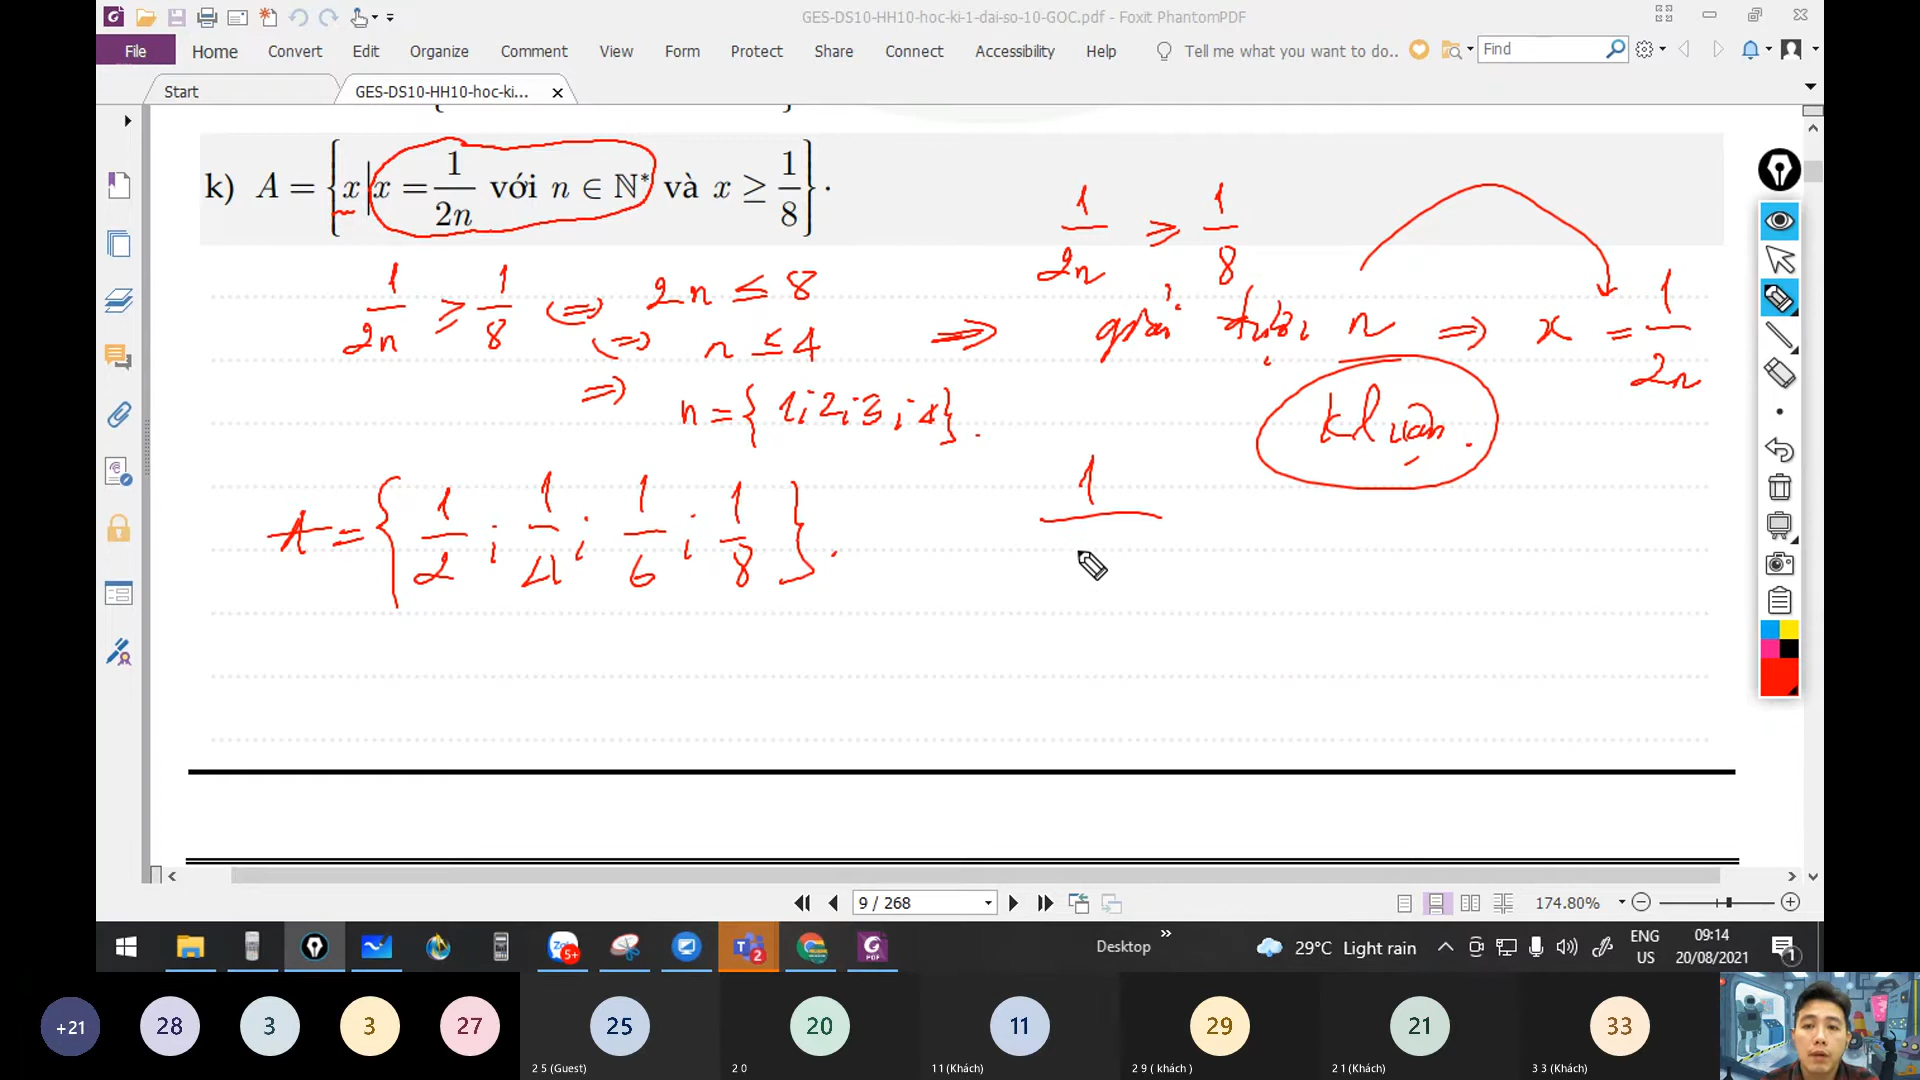 GES-DS10-HH10-hoc-ki-1-dai-so-10-GOC.pdf - Foxit PhantomPDF
File Home Convert Edit Organize Comment View Form Protect Share Connect Accessibility Help Tell me what you want to do.. Find
Start GES-DS10-HH10-hoc-ki...
k) A = {x | x = 1/2n với n ∈ ℕ* và x ≥ 1/8}.
1/2n ≥ 1/8
1/2n ≥ 1/8 ⇔ 2n ≤ 8
⇔ n ≤ 4 ⇒ giải được n ⇒ x = 1/2n
⇒ n = {1; 2; 3; 4}.
kl luận.
A = {1/2; 1/4; 1/6; 1/8}.
1
9 / 268 174.80%
Desktop 29°C Light rain ENG US 09:14 20/08/2021 1
5+ 2 PDF
+21 28 3 3 27 25 20 11 29 21 33
2 5 (Guest) 2 0 11 (Khách) 2 9 ( khách ) 2 1 (Khách) 3 3 (Khách)